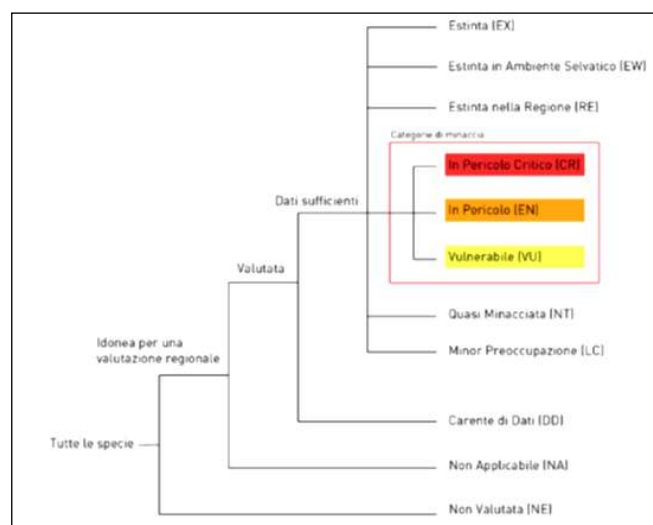 Estinta (EX)
Estinta in Ambiente Selvatico (EW)
Estinta nella Regione (RE)
Categorie di minaccia
In Pericolo Critico (CR)
Dati sufficienti
In Pericolo (EN)
Vulnerabile (VU)
Valutata
Quasi Minacciata (NT)
Idonea per una
valutazione regionale
Minor Preoccupazione (LC)
Carente di Dati (DD)
Tutte le specie
Non Applicabile (NA)
Non Valutata (NE)